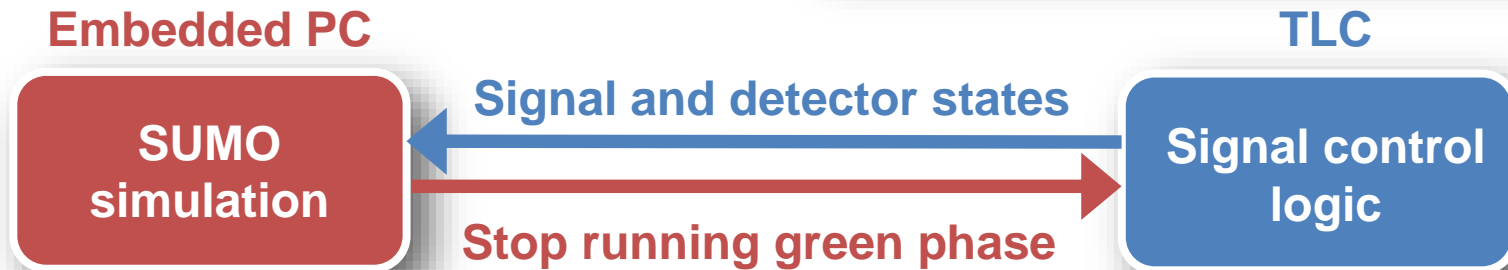 Embedded PC
TLC
Signal and detector states
SUMO
simulation
Signal control
logic
Stop running green phase